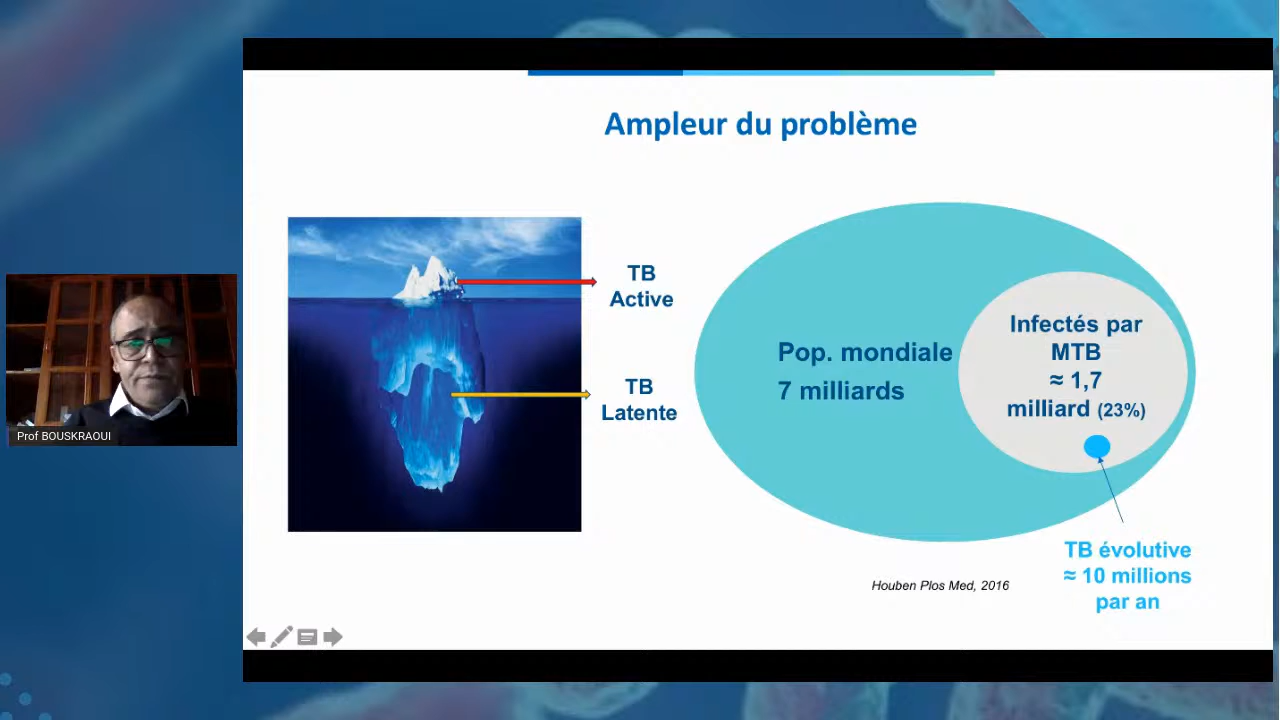 Ampleur du problème
TB
Active
TB
Latente
Pop. mondiale
7 milliards
Infectés par
MTB
≈ 1,7
milliard (23%)
TB évolutive
≈ 10 millions
par an
Houben Plos Med, 2016
Prof BOUSKRAOUI